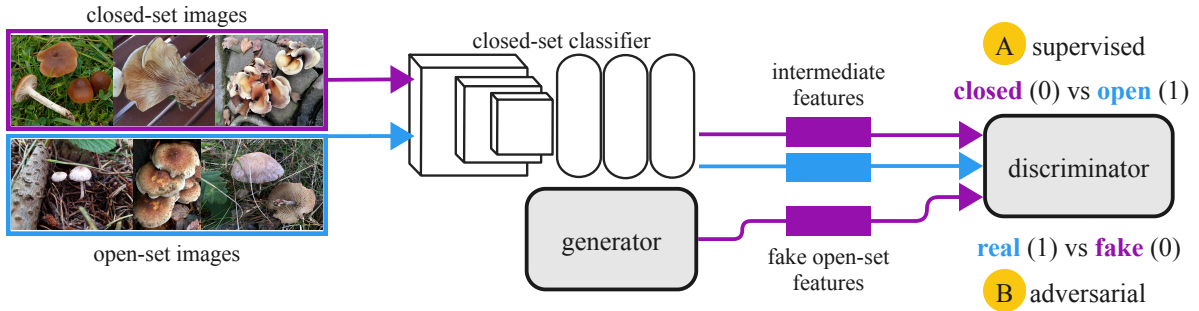 closed-set images
closed-set classifier
A supervised
intermediate
features
closed (0) vs open (1)
discriminator
generator
open-set images
fake open-set
features
real (1) vs fake (0)
B adversarial